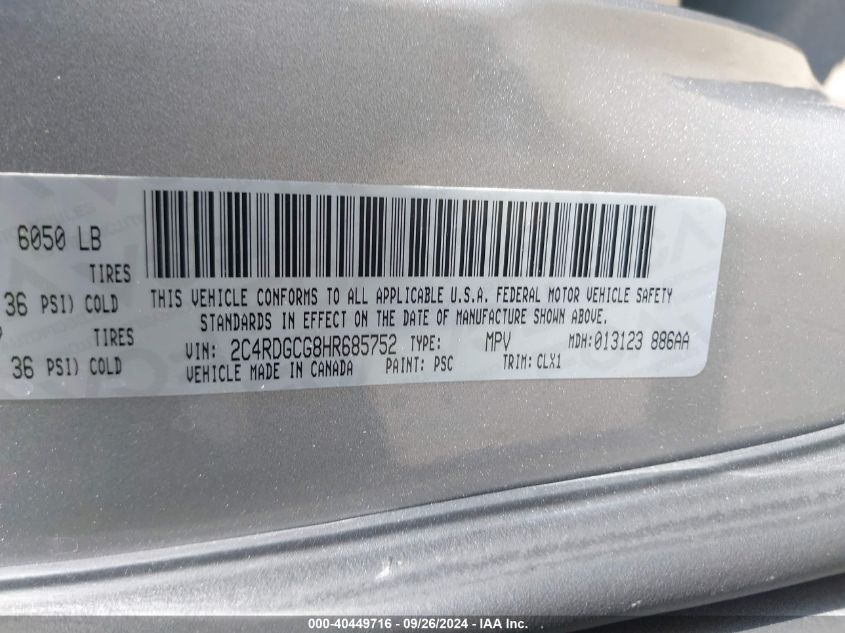 6050 LB
TIRES
THIS VEHICLE CONFORMS TO ALL APPLICABLE U.S.A. FEDERAL MOTOR VEHICLE SAFETY
36 PSI) COLD
STANDARDS IN EFFECT ON THE DATE OF MANUFACTURE SHOWN ABOVE.
TIRES
VIN: 2C4RDGCG8HR685752 TYPE: MPV MDH:013123 886AA
36 PSI) COLD
VEHICLE MADE IN CANADA PAINT: PSC TRIM: CLX1
000-40449716 - 09/26/2024 - IAA Inc.